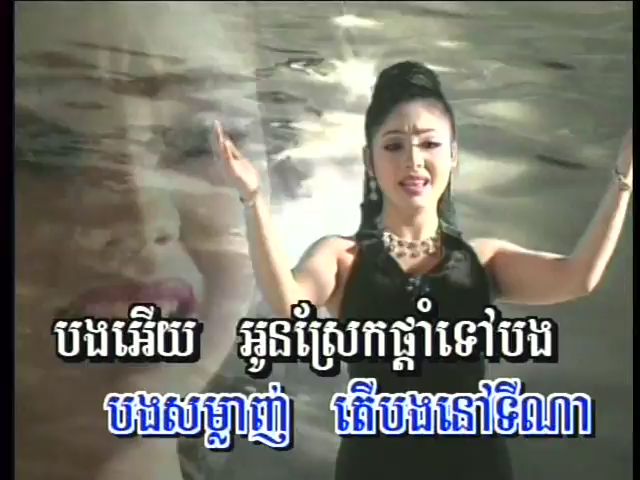 បងអើយ អូនស្រែកផ្តាំទៅបង
បងសម្លាញ់ តើបងនៅទីណា